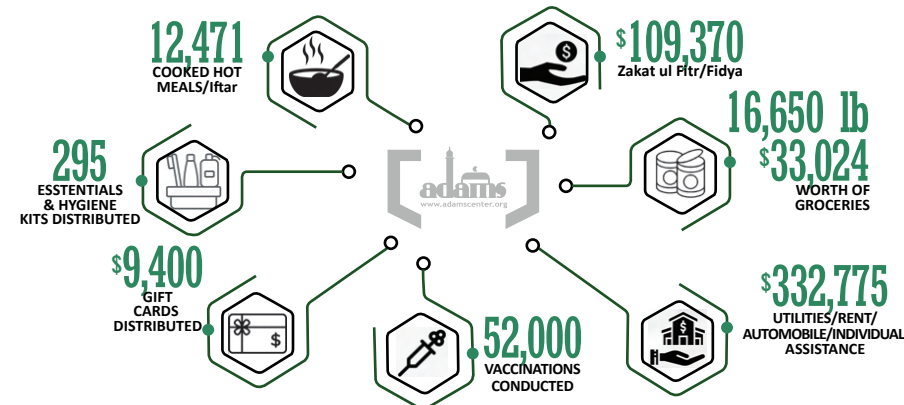 12,471
COOKED HOT
MEALS/Iftar
$109,370
Zakat ul Fitr/Fidya
16,650 lb
$33,024
WORTH OF
GROCERIES
295
ESSTENTIALS
& HYGIENE
KITS DISTRIBUTED
adams
www.adamscenter.org
$9,400
GIFT
CARDS
DISTRIBUTED
$
52,000
VACCINATIONS
CONDUCTED
$332,775
UTILITIES/RENT/
AUTOMOBILE/INDIVIDUAL
ASSISTANCE
$
$